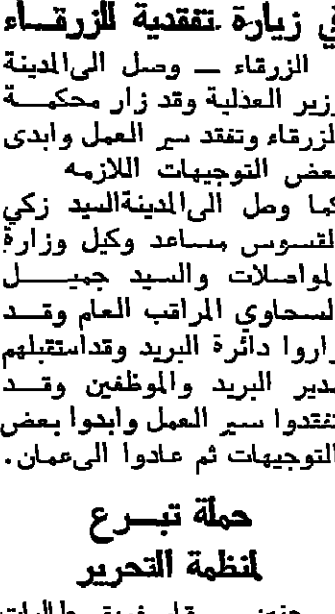 في زيارة تفقدية للزرقاء
الزرقاء — وصل الى المدينة
وزير العدلية وقد زار محكمة
الزرقاء وتفقد سير العمل وابدى
بعض التوجيهات اللازمه
كما وصل الى المدينة السيد زكي
القسوس مساعد وكيل وزارة
المواصلات والسيد جميل
السحاوي المراقب العام وقد
زاروا دائرة البريد وقد استقبلهم
مدير البريد والموظفين وقد
تفقدوا سير العمل وابدوا بعض
التوجيهات ثم عادوا الى عمان.
حملة تبرع
لمنظمة التحرير